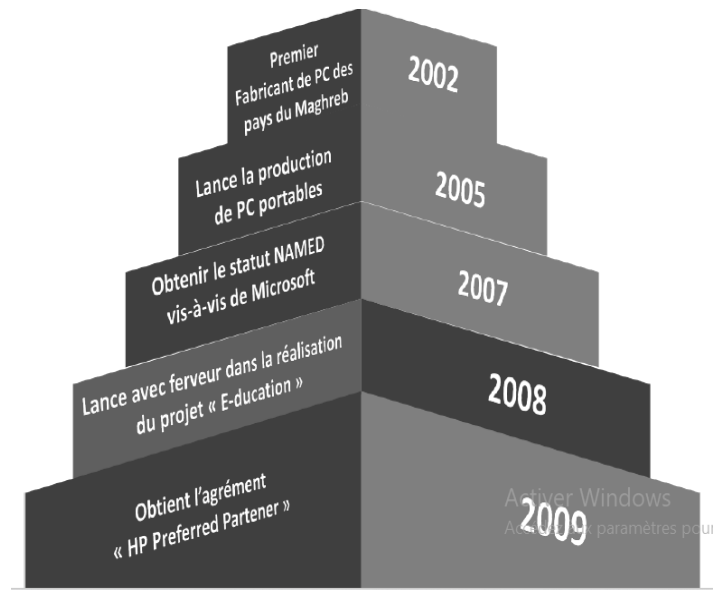 Premier
Fabricant de PC des
pays du Maghreb
2002
Lance la production
de PC portables
2005
Obtenir le statut NAMED
vis-à-vis de Microsoft
2007
Lance avec ferveur dans la réalisation
du projet « E-ducation »
2008
Obtient l’agrément
« HP Preferred Partener »
2009
Activer Windows
paramètres pour